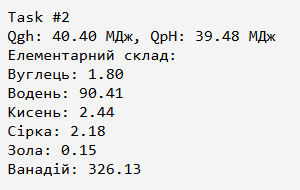 Task #2
Qgh: 40.40 МДж, QpH: 39.48 МДж
Елементарний склад:
Вуглець: 1.80
Водень: 90.41
Кисень: 2.44
Сірка: 2.18
Зола: 0.15
Ванадій: 326.13